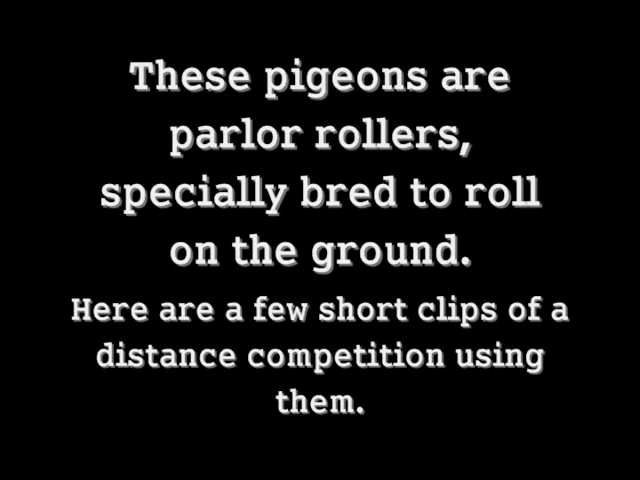 These pigeons are
parlor rollers,
specially bred to roll
on the ground.
Here are a few short clips of a
distance competition using
them.